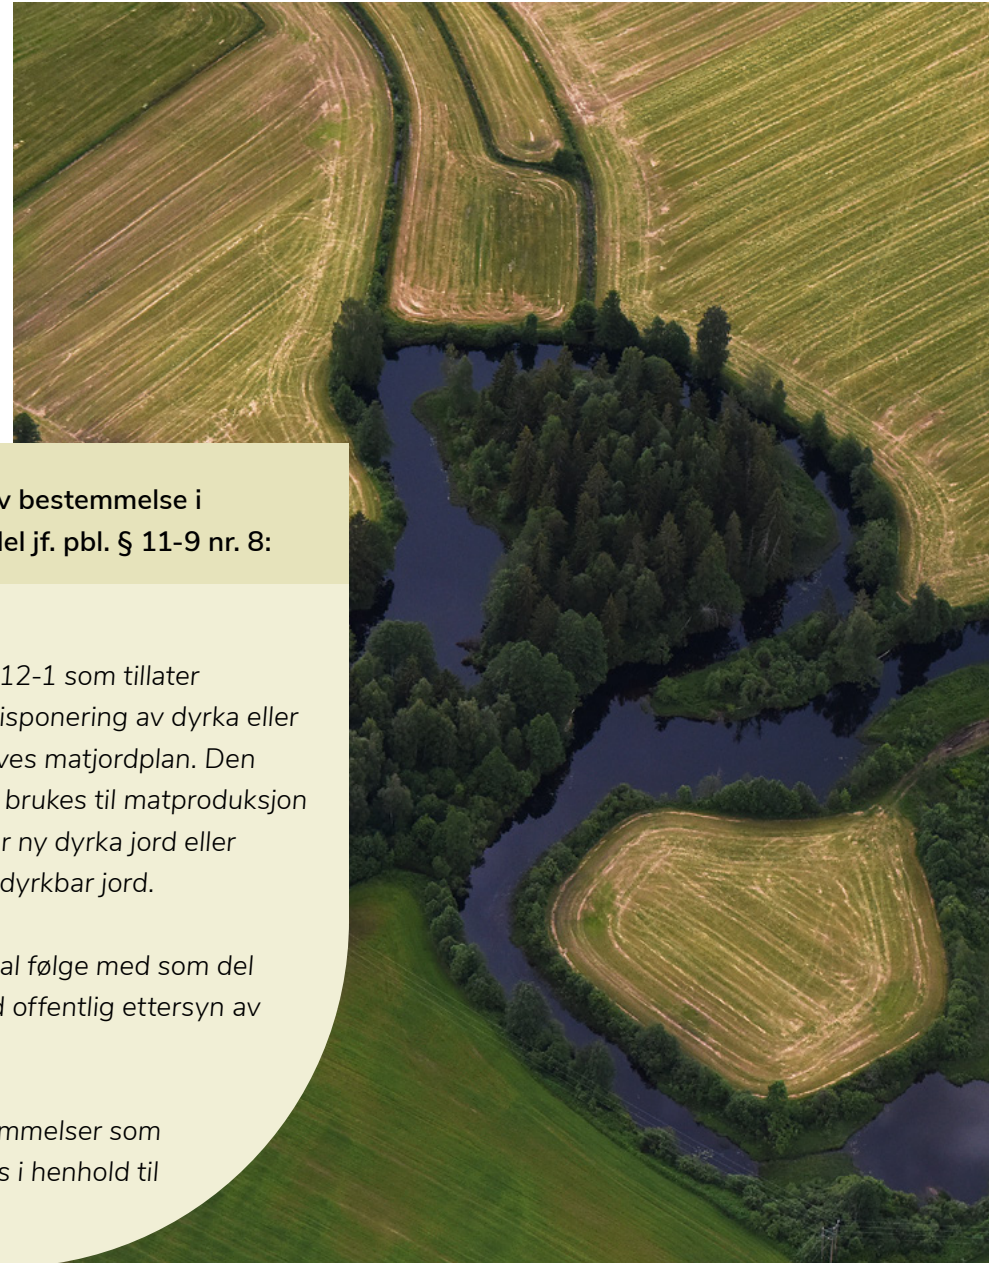 v bestemmelse i
del jf. pbl. § 11-9 nr. 8:
12-1 som tillater
isponering av dyrka eller
ves matjordplan. Den
brukes til matproduksjon
r ny dyrka jord eller
dyrkbar jord.
al følge med som del
d offentlig ettersyn av
mmelser som
s i henhold til